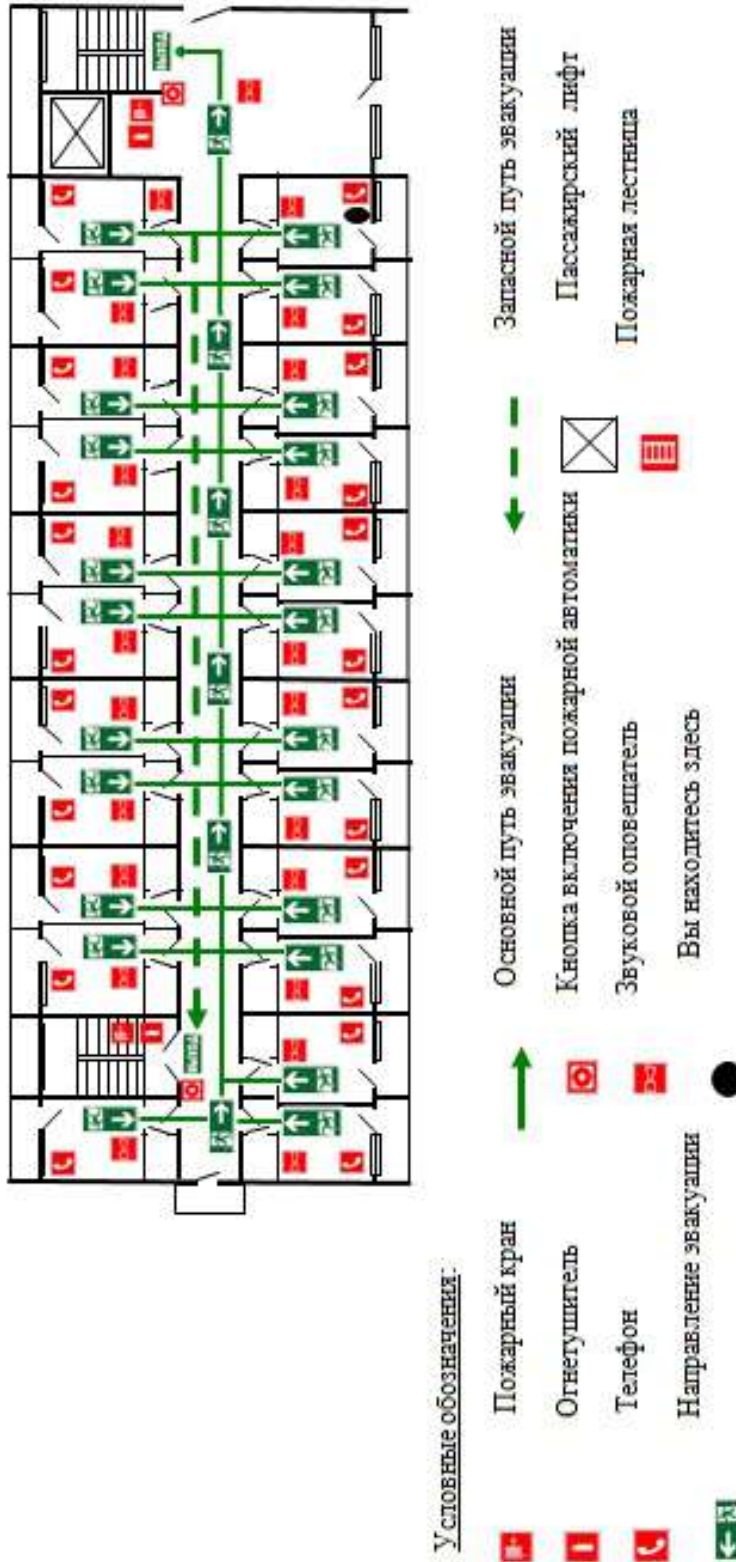 Условные обозначения:
Пожарный кран
Огнетушитель
Телефон
Направление эвакуации
Основной путь эвакуации
Кнопка включения пожарной автоматики
Звуковой оповещатель
Вы находитесь здесь
Запасной путь эвакуации
Пассажирский лифт
Пожарная лестница